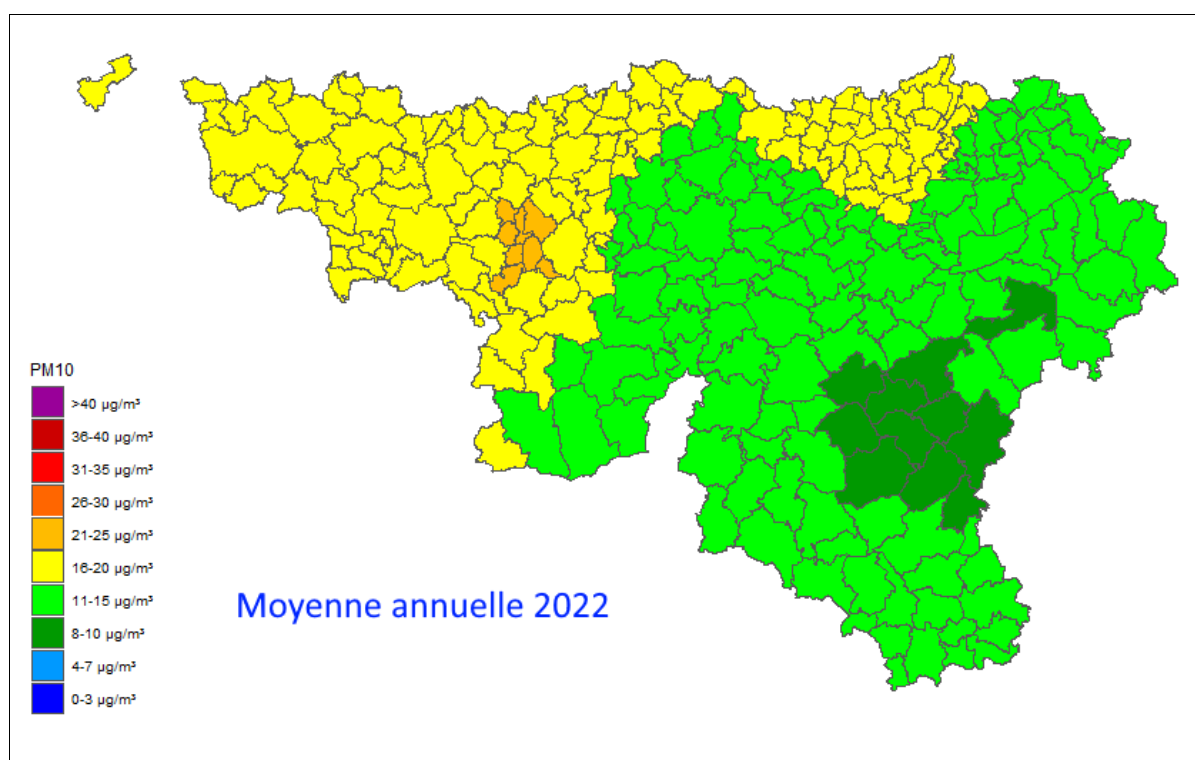 PM10
>40 µg/m³
36-40 µg/m³
31-35 µg/m³
26-30 µg/m³
21-25 µg/m³
16-20 µg/m³
11-15 µg/m³
8-10 µg/m³
4-7 µg/m³
0-3 µg/m³
Moyenne annuelle 2022